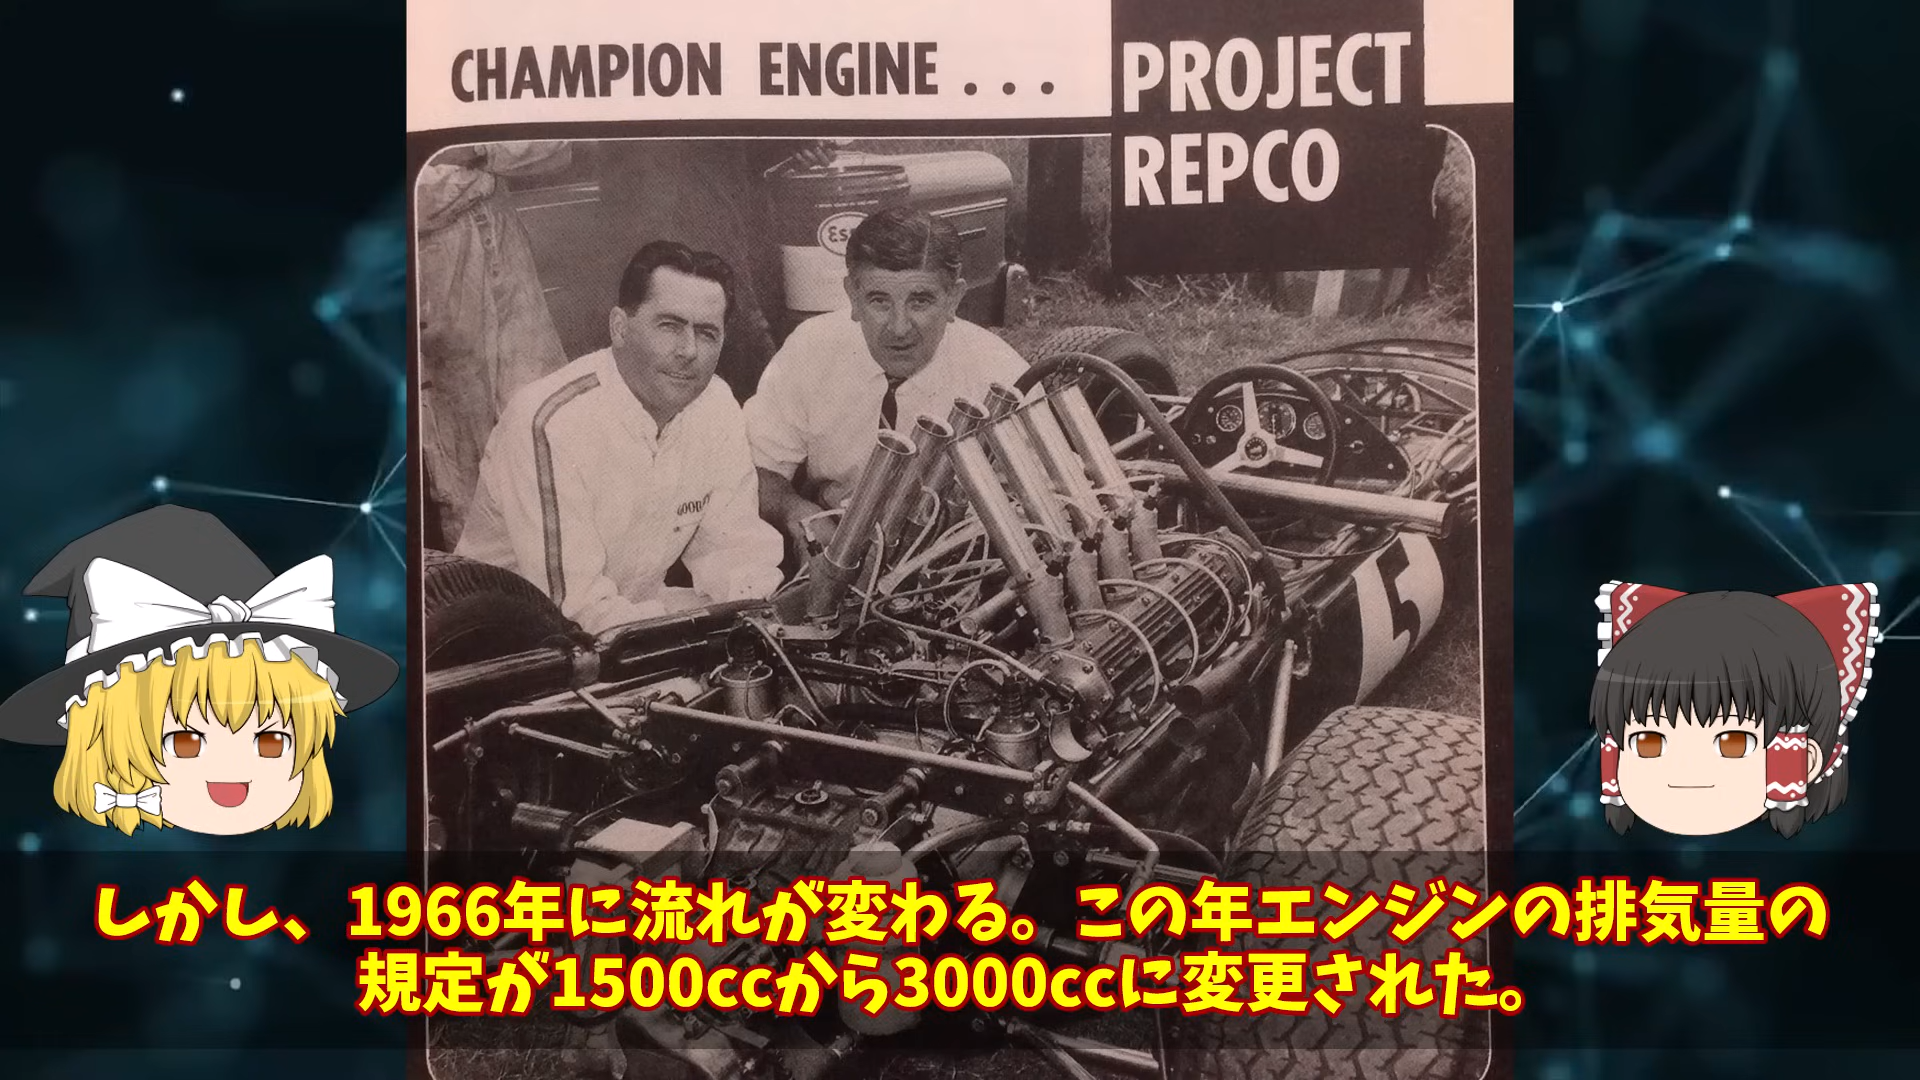 CHAMPION ENGINE...
PROJECT
REPCO
GOOD
5
しかし、1966年に流れが変わる。この年エンジンの排気量の
規定が1500ccから3000ccに変更された。